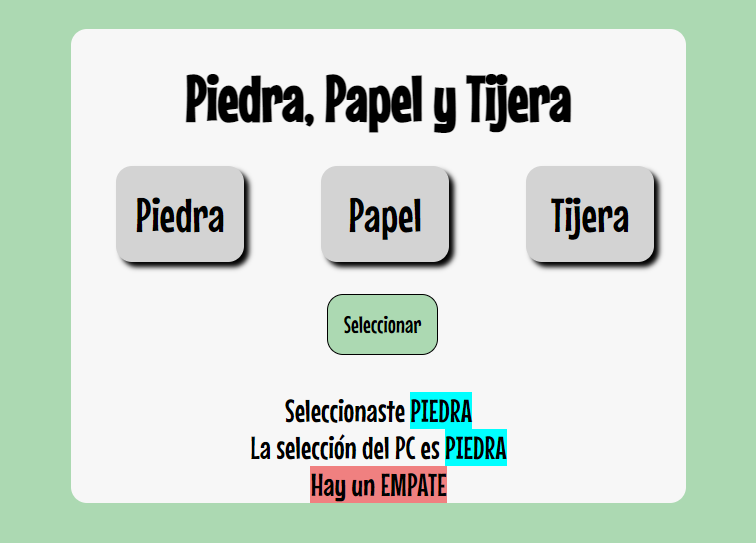 Piedra, Papel y Tijera
Piedra
Papel
Tijera
Seleccionar
Seleccionaste PIEDRA
La selección del PC es PIEDRA
Hay un EMPATE